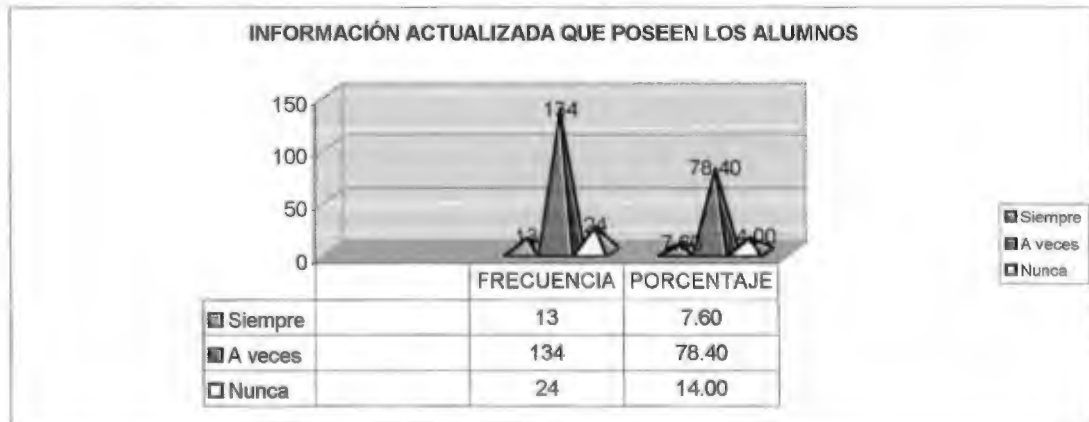 INFORMACIÓN ACTUALIZADA QUE POSEEN LOS ALUMNOS
150
100
50
0
134
13
24
78.40
7.60
4.00
Siempre
A veces
Nunca
FRECUENCIA PORCENTAJE
Siempre 13 7.60
A veces 134 78.40
Nunca 24 14.00